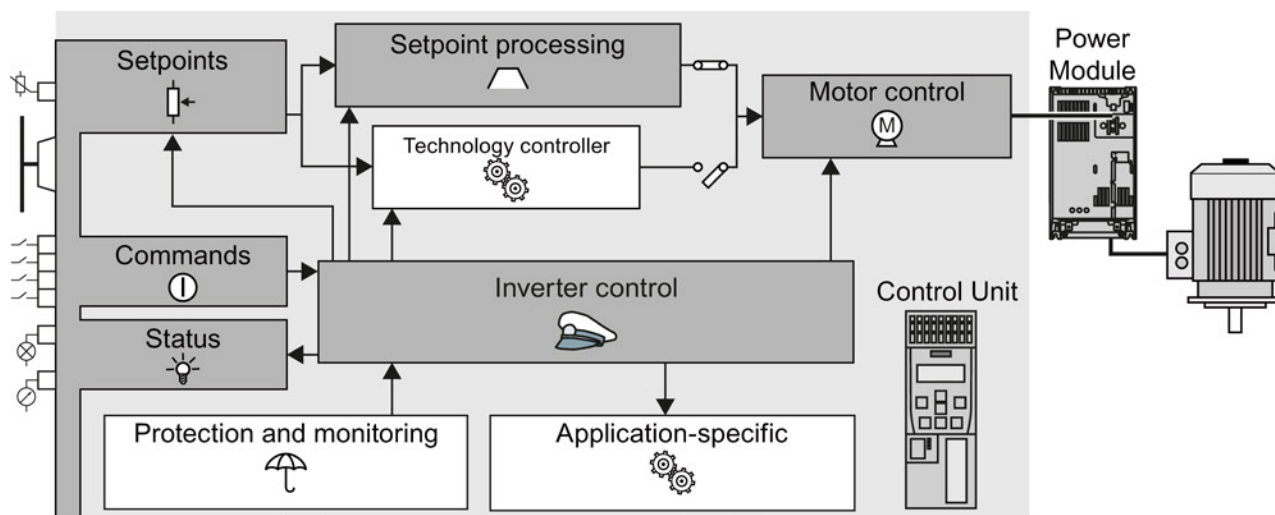 Setpoints
Setpoint processing
Power
Module
Motor control
M
Technology controller
Commands
I
Inverter control
Control Unit
Status
Protection and monitoring
Application-specific